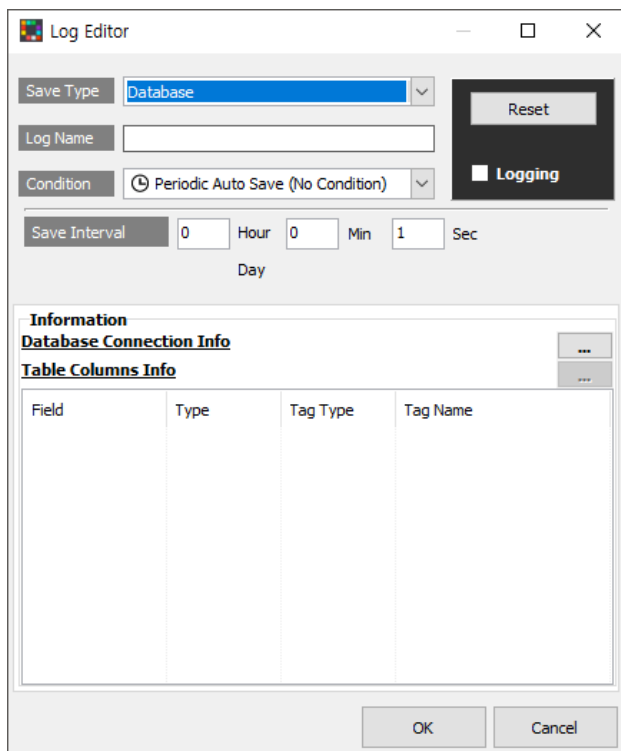 Log Editor
Save Type Database
Reset
Log Name
Logging
Condition Periodic Auto Save (No Condition)
Save Interval 0 Hour 0 Min 1 Sec
Day
Information
Database Connection Info ...
Table Columns Info ...
Field Type Tag Type Tag Name
OK Cancel